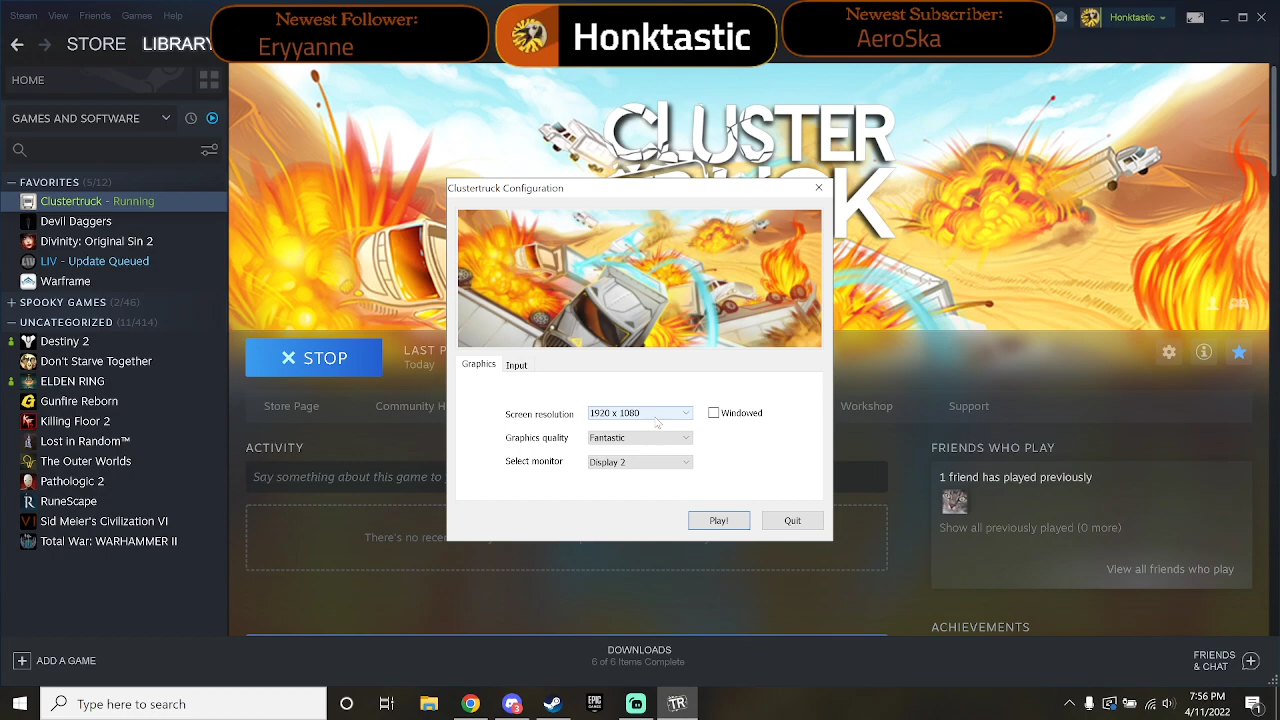 Steam View Friends Games Help
Newest Follower:
Eryyanne
Honktastic
Newest Subscriber:
AeroSka
Honktastic
STORE LIBRARY
HOME
GAMES, SOFTWARE
FAVORITES (5/12)
Clustertruck - Running
Devil Daggers
Divinity: Original Sin
LIV - Update Queued
Warframe
SPOOKY GAMES (2/46)
UNCATEGORIZED (11/414)
Destiny 2
Don't Starve Together
ELDEN RING
Gunfire Reborn
Killing Floor 2
Lost in Random™
The Outer Worlds
Raiderlogic 2.
RuneScape
Sid Meier's Civilization VI
Total War: WARHAMMER II
ADD A GAME
CLUSTER
K
Clustertruck Configuration
Graphics Input
Screen resolution 1920 x 1080 Windowed
Graphics quality Fantastic
Select monitor Display 2
Play! Quit
STOP
LAST P
Today
Store Page Community H Workshop Support
ACTIVITY
Say something about this game to y
There's no rece
FRIENDS WHO PLAY
1 friend has played previously
Show all previously played (0 more)
View all friends who play
ACHIEVEMENTS
DOWNLOADS
6 of 6 Items Complete
FRIENDS
& CHAT
Type here to search
EPIC
GAMES
TR
7:56 PM
4/11/2022